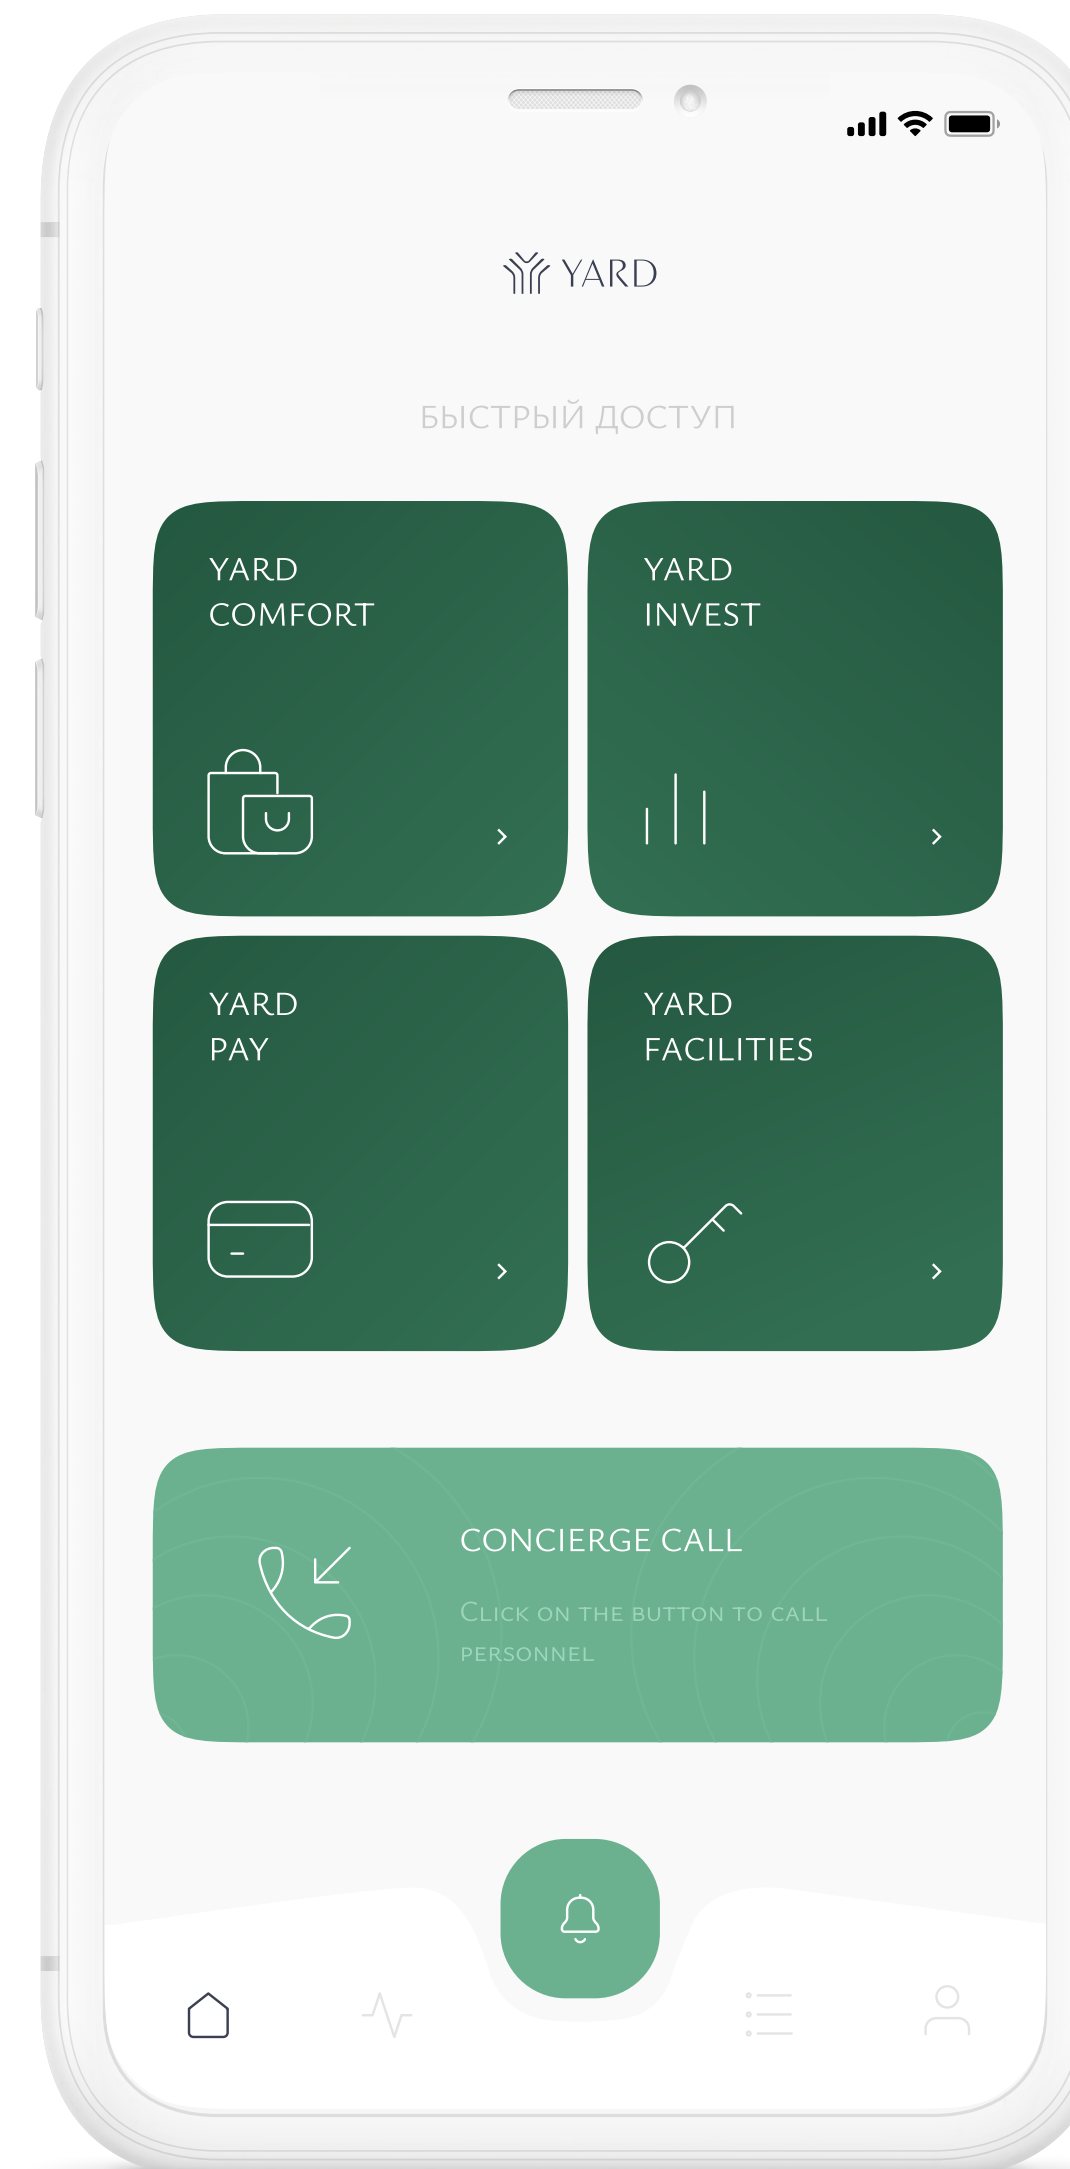 YARD
БЫСТРЫЙ ДОСТУП
YARD
COMFORT
YARD
INVEST
YARD
PAY
YARD
FACILITIES
CONCIERGE CALL
Click on the button to call
personnel